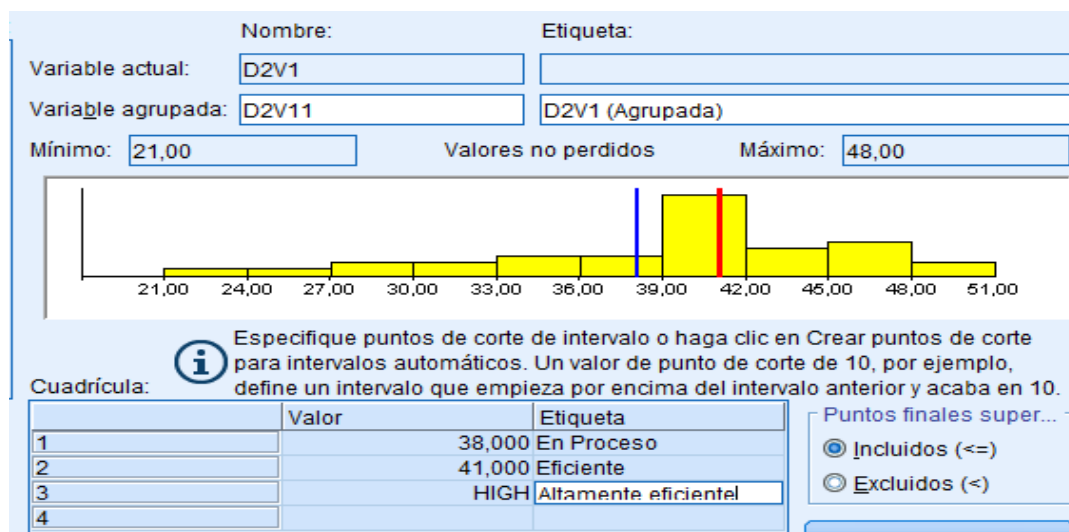 Nombre: Etiqueta:
Variable actual: D2V1
Variable agrupada: D2V11 D2V1 (Agrupada)
Mínimo: 21,00 Valores no perdidos Máximo: 48,00
21,00 24,00 27,00 30,00 33,00 36,00 39,00 42,00 45,00 48,00 51,00
Especifique puntos de corte de intervalo o haga clic en Crear puntos de corte
para intervalos automáticos. Un valor de punto de corte de 10, por ejemplo,
define un intervalo que empieza por encima del intervalo anterior y acaba en 10.
Cuadrícula:
Valor Etiqueta
1 38,000 En Proceso
2 41,000 Eficiente
3 HIGH Altamente eficiente
4
Puntos finales super...
Incluidos (<=)
Excluidos (<)